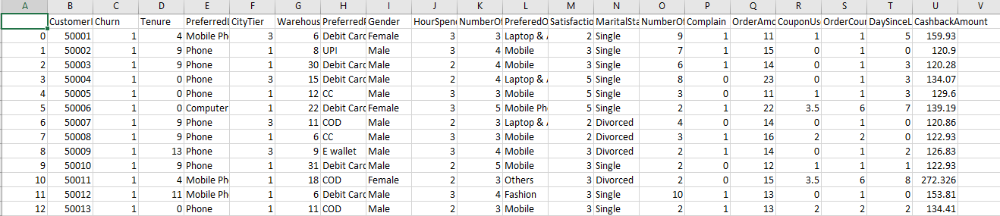 A B C D E F G H I J K L M N O P Q R S T U V
CustomerI Churn Tenure PreferredL CityTier Warehous PreferredP Gender HourSpen NumberOf PreferedO Satisfactio MaritalSta NumberOf Complain OrderAmo CouponUs OrderCour DaySinceL CashbackAmount
0 50001 1 4 Mobile Ph 3 6 Debit Card Female 3 3 Laptop & A 2 Single 9 1 11 1 1 5 159.93
1 50002 1 9 Phone 1 8 UPI Male 3 4 Mobile 3 Single 7 1 15 0 1 0 120.9
2 50003 1 9 Phone 1 30 Debit Card Male 2 4 Mobile 3 Single 6 1 14 0 1 3 120.28
3 50004 1 0 Phone 3 15 Debit Card Male 2 4 Laptop & A 5 Single 8 0 23 0 1 3 134.07
4 50005 1 0 Phone 1 12 CC Male 3 3 Mobile 5 Single 3 0 11 1 1 3 129.6
5 50006 1 0 Computer 1 22 Debit Card Female 3 5 Mobile Ph 5 Single 2 1 22 3.5 6 7 139.19
6 50007 1 9 Phone 3 11 COD Male 2 3 Laptop & A 2 Divorced 4 0 14 0 1 0 120.86
7 50008 1 9 Phone 1 6 CC Male 3 3 Mobile 2 Divorced 3 1 16 2 2 0 122.93
8 50009 1 13 Phone 3 9 E wallet Male 3 4 Mobile 3 Divorced 2 1 14 0 1 2 126.83
9 50010 1 9 Phone 1 31 Debit Card Male 2 5 Mobile 3 Single 2 0 12 1 1 1 122.93
10 50011 1 4 Mobile Ph 1 18 COD Female 2 3 Others 3 Divorced 2 0 15 3.5 6 8 272.326
11 50012 1 11 Mobile Ph 1 6 Debit Card Male 3 4 Fashion 3 Single 10 1 13 0 1 0 153.81
12 50013 1 0 Phone 1 11 COD Male 2 3 Mobile 3 Single 2 1 13 2 2 2 134.41